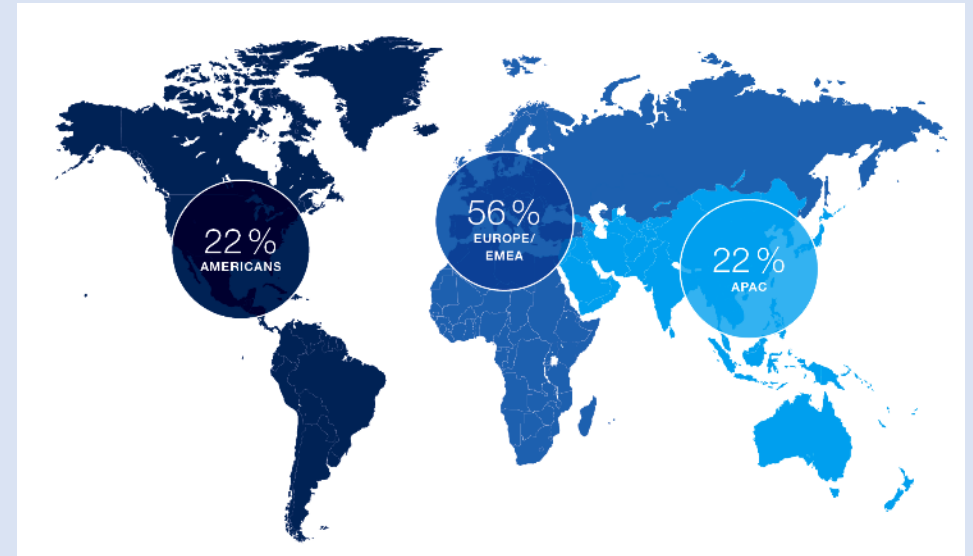 22 %
AMERICANS
56 %
EUROPE/
EMEA
22 %
APAC